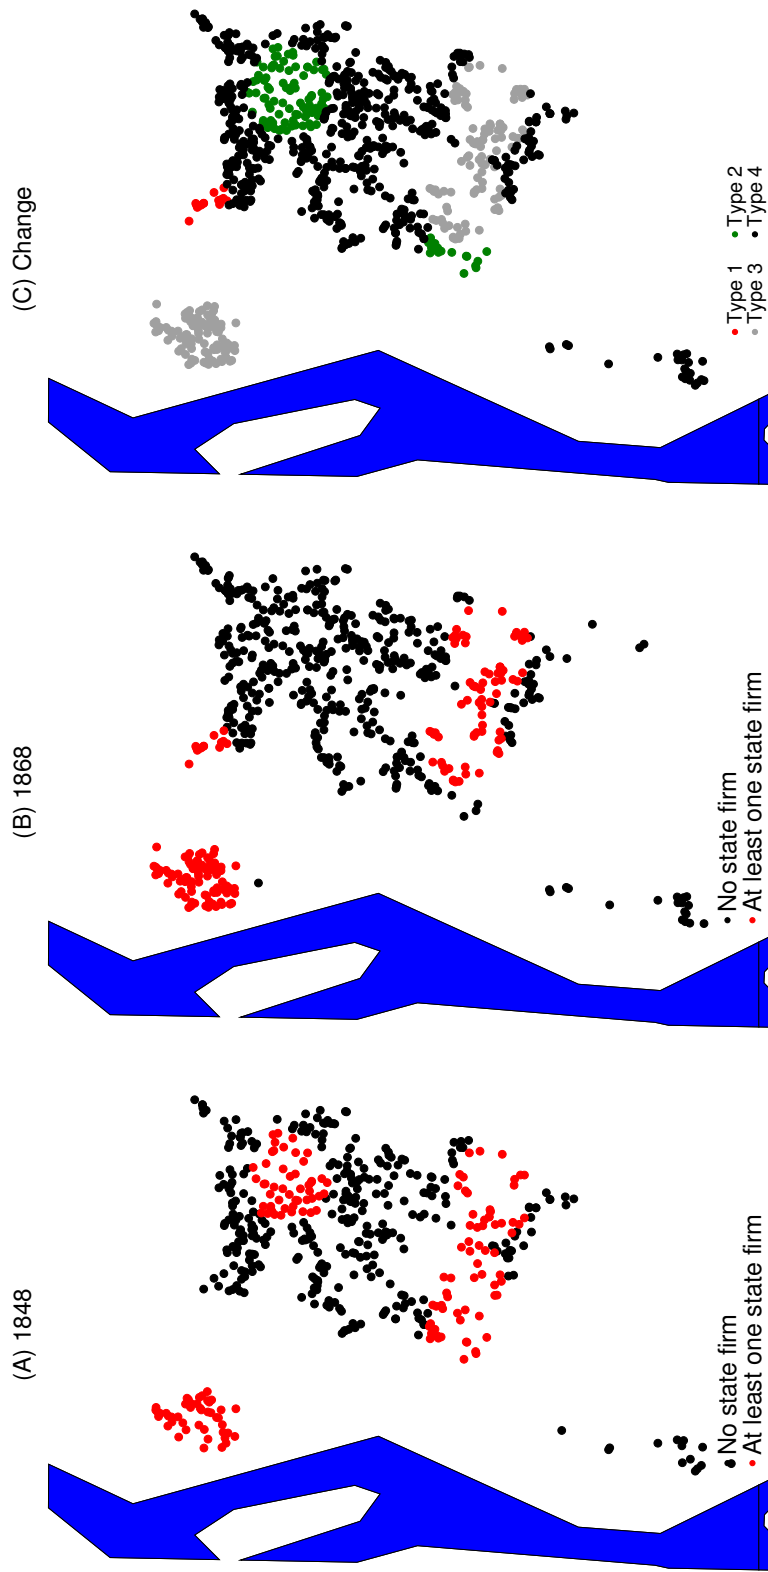 (A) 1848
No state firm
At least one state firm
(B) 1868
No state firm
At least one state firm
(C) Change
Type 1
Type 2
Type 3
Type 4